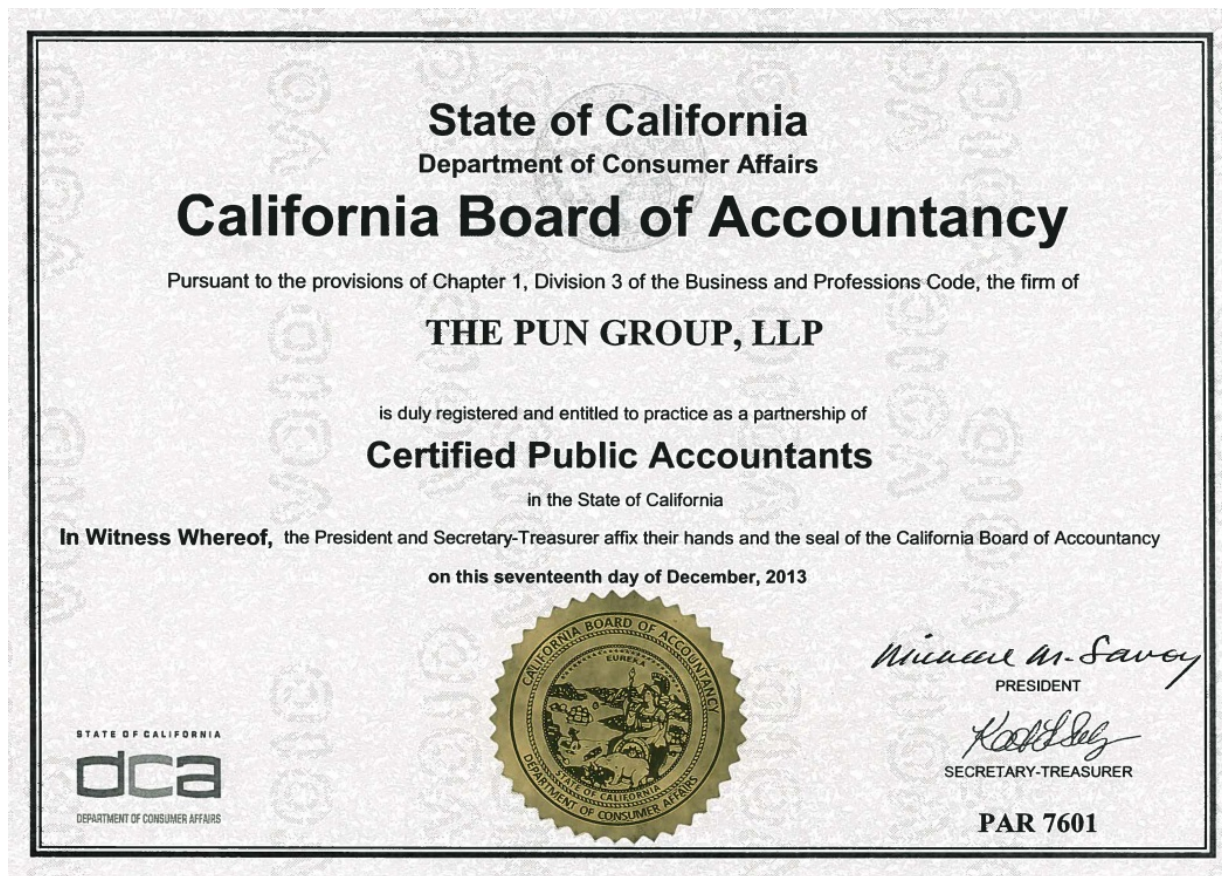 State of California
Department of Consumer Affairs
California Board of Accountancy
Pursuant to the provisions of Chapter 1, Division 3 of the Business and Professions Code, the firm of
THE PUN GROUP, LLP
is duly registered and entitled to practice as a partnership of
Certified Public Accountants
in the State of California
In Witness Whereof, the President and Secretary-Treasurer affix their hands and the seal of the California Board of Accountancy
on this seventeenth day of December, 2013
CALIFORNIA BOARD OF ACCOUNTANCY
EUREKA
STATE OF CALIFORNIA
DEPARTMENT OF CONSUMER AFFAIRS
PRESIDENT
SECRETARY-TREASURER
PAR 7601
STATE OF CALIFORNIA
dca
DEPARTMENT OF CONSUMER AFFAIRS